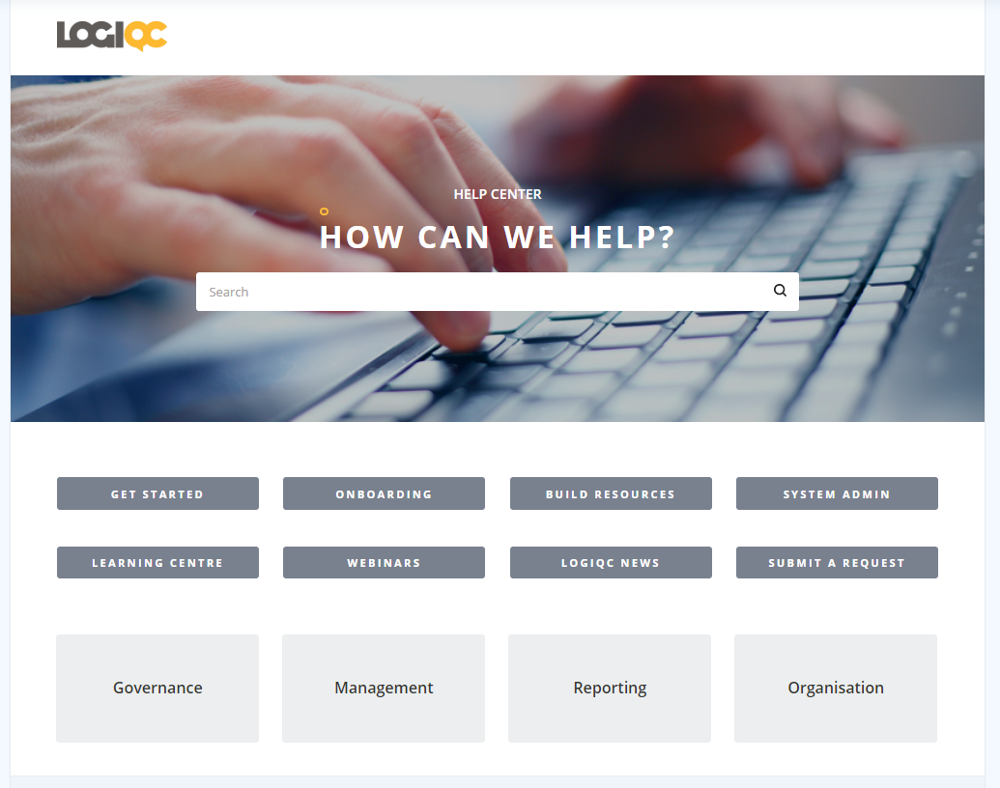 LOGIQC
HELP CENTER
HOW CAN WE HELP?
Search
GET STARTED
ONBOARDING
BUILD RESOURCES
SYSTEM ADMIN
LEARNING CENTRE
WEBINARS
LOGIQC NEWS
SUBMIT A REQUEST
Governance
Management
Reporting
Organisation